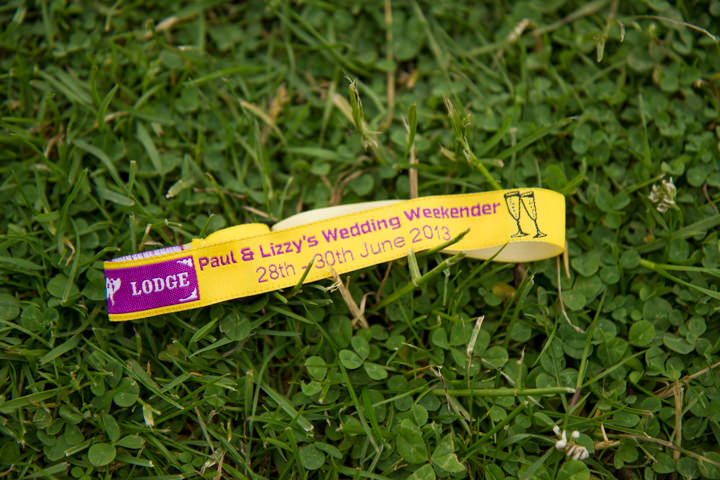 LODGE
Paul & Lizzy's Wedding Weekender
28th - 30th June 2013